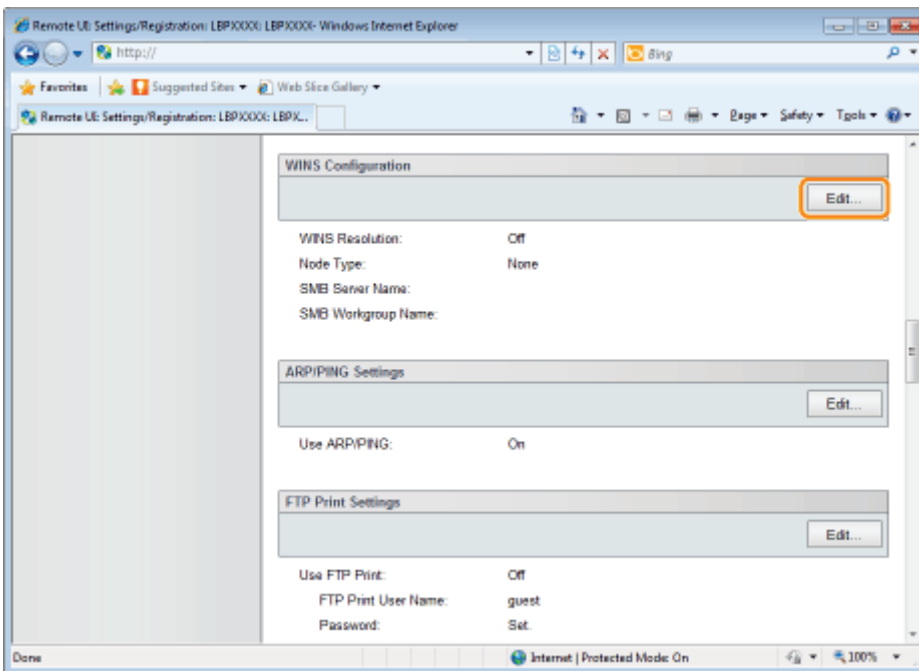 Remote UI: Settings/Registration: LBPXXXX: LBPXXXX- Windows Internet Explorer
http://
Bing
Favorites Suggested Sites Web Slice Gallery
Remote UI: Settings/Registration: LBPXXXX: LBPX... Page Safety Tools
WINS Configuration
Edit...
WINS Resolution: Off
Node Type: None
SMB Server Name:
SMB Workgroup Name:
ARP/PING Settings
Edit...
Use ARP/PING: On
FTP Print Settings
Edit...
Use FTP Print: Off
FTP Print User Name: guest
Password: Set.
Done Internet | Protected Mode: On 100%